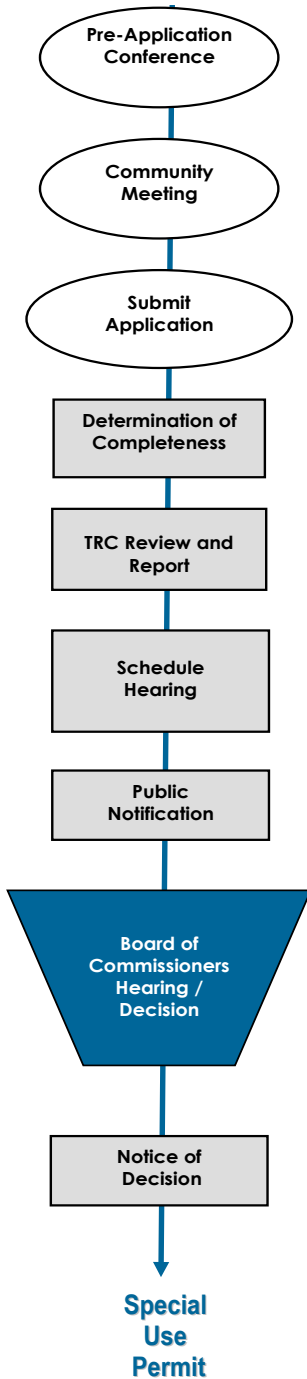 Pre-Application
Conference
Community
Meeting
Submit
Application
Determination of
Completeness
TRC Review and
Report
Schedule
Hearing
Public
Notification
Board of
Commissioners
Hearing /
Decision
Notice of
Decision
Special
Use
Permit